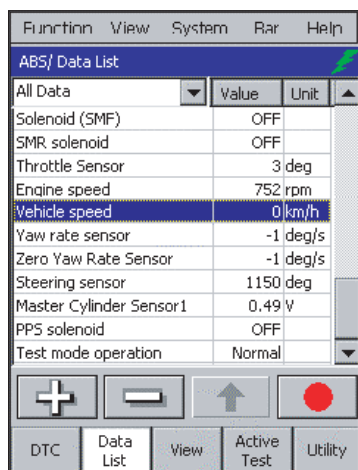 Function View System Bar Help
ABS/ Data List
All Data Value Unit
Solenoid (SMF) OFF
SMR solenoid OFF
Throttle Sensor 3 deg
Engine speed 752 rpm
Vehicle speed 0 km/h
Yaw rate sensor -1 deg/s
Zero Yaw Rate Sensor -1 deg/s
Steering sensor 1150 deg
Master Cylinder Sensor1 0.49 V
PPS solenoid OFF
Test mode operation Normal
DTC Data List View Active Test Utility